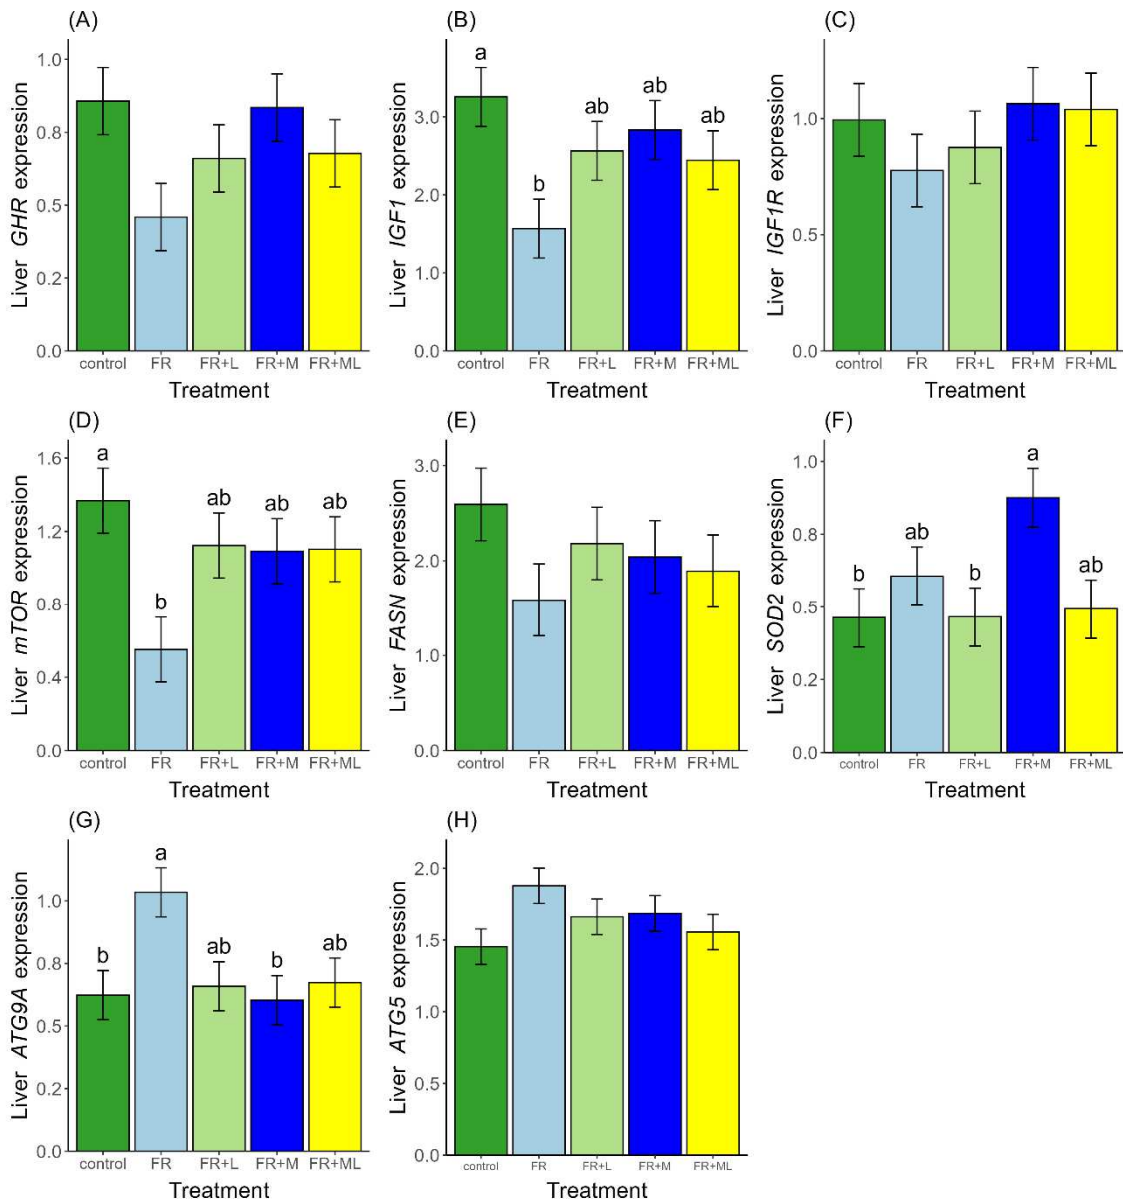 (A)
Liver GHR expression
1.0
0.8
0.5
0.2
0.0
control FR FR+L FR+M FR+ML
Treatment
(B)
Liver IGF1 expression
3.0
2.0
1.0
0.0
a
b
ab
ab
ab
control FR FR+L FR+M FR+ML
Treatment
(C)
Liver IGF1R expression
1.0
0.5
0.0
control FR FR+L FR+M FR+ML
Treatment
(D)
Liver mTOR expression
1.6
1.2
0.8
0.4
0.0
a
b
ab
ab
ab
control FR FR+L FR+M FR+ML
Treatment
(E)
Liver FASN expression
3.0
2.0
1.0
0.0
control FR FR+L FR+M FR+ML
Treatment
(F)
Liver SOD2 expression
1.0
0.8
0.5
0.2
0.0
b
ab
b
a
ab
control FR FR+L FR+M FR+ML
Treatment
(G)
Liver ATG9A expression
1.0
0.8
0.5
0.2
0.0
b
a
ab
b
ab
control FR FR+L FR+M FR+ML
Treatment
(H)
Liver ATG5 expression
2.0
1.5
1.0
0.5
0.0
control FR FR+L FR+M FR+ML
Treatment